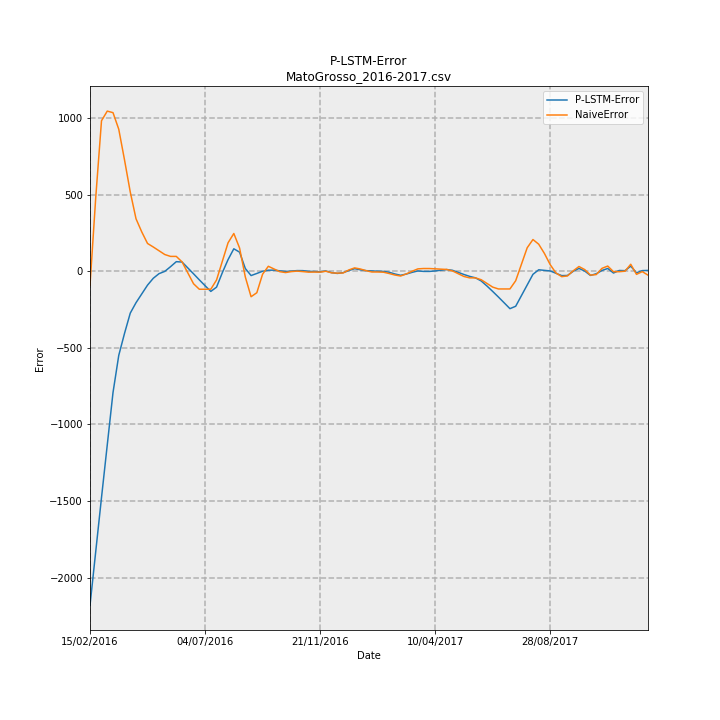 P-LSTM-Error
MatoGrosso_2016-2017.csv
P-LSTM-Error
NaiveError
1000
500
0
−500
−1000
−1500
−2000
Error
15/02/2016 04/07/2016 21/11/2016 10/04/2017 28/08/2017
Date